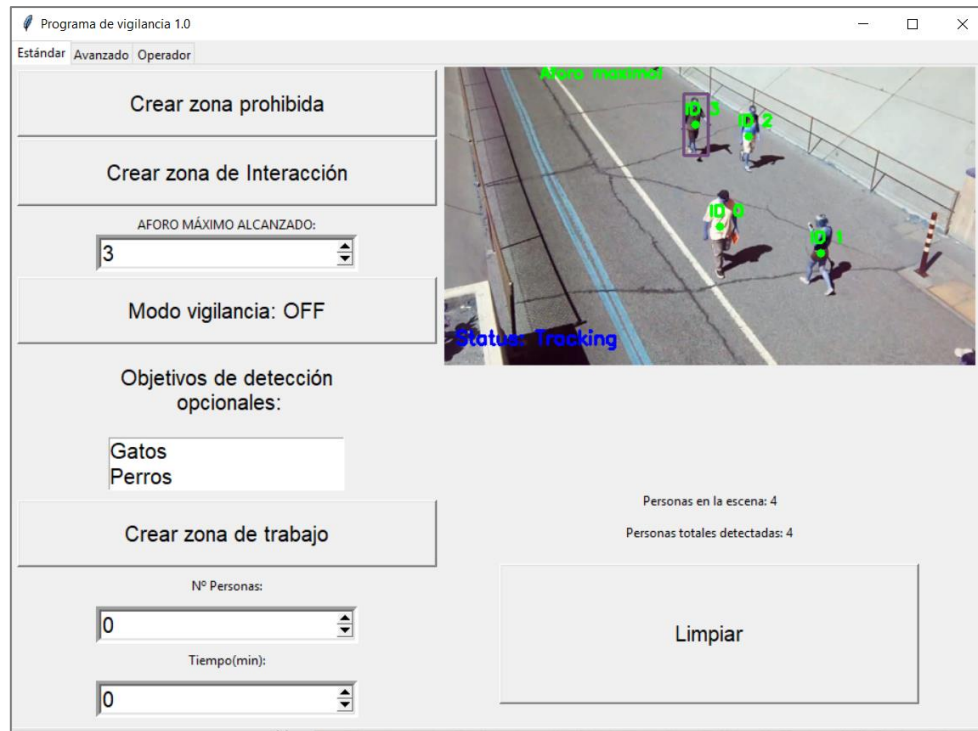 Programa de vigilancia 1.0
Estándar Avanzado Operador
Crear zona prohibida
Crear zona de Interacción
AFORO MÁXIMO ALCANZADO:
3
Modo vigilancia: OFF
Objetivos de detección
opcionales:
Gatos
Perros
Crear zona de trabajo
Nº Personas:
0
Tiempo(min):
0
Aforo maximo!
ID 3
ID 2
ID 0
ID 1
Status: Tracking
Personas en la escena: 4
Personas totales detectadas: 4
Limpiar